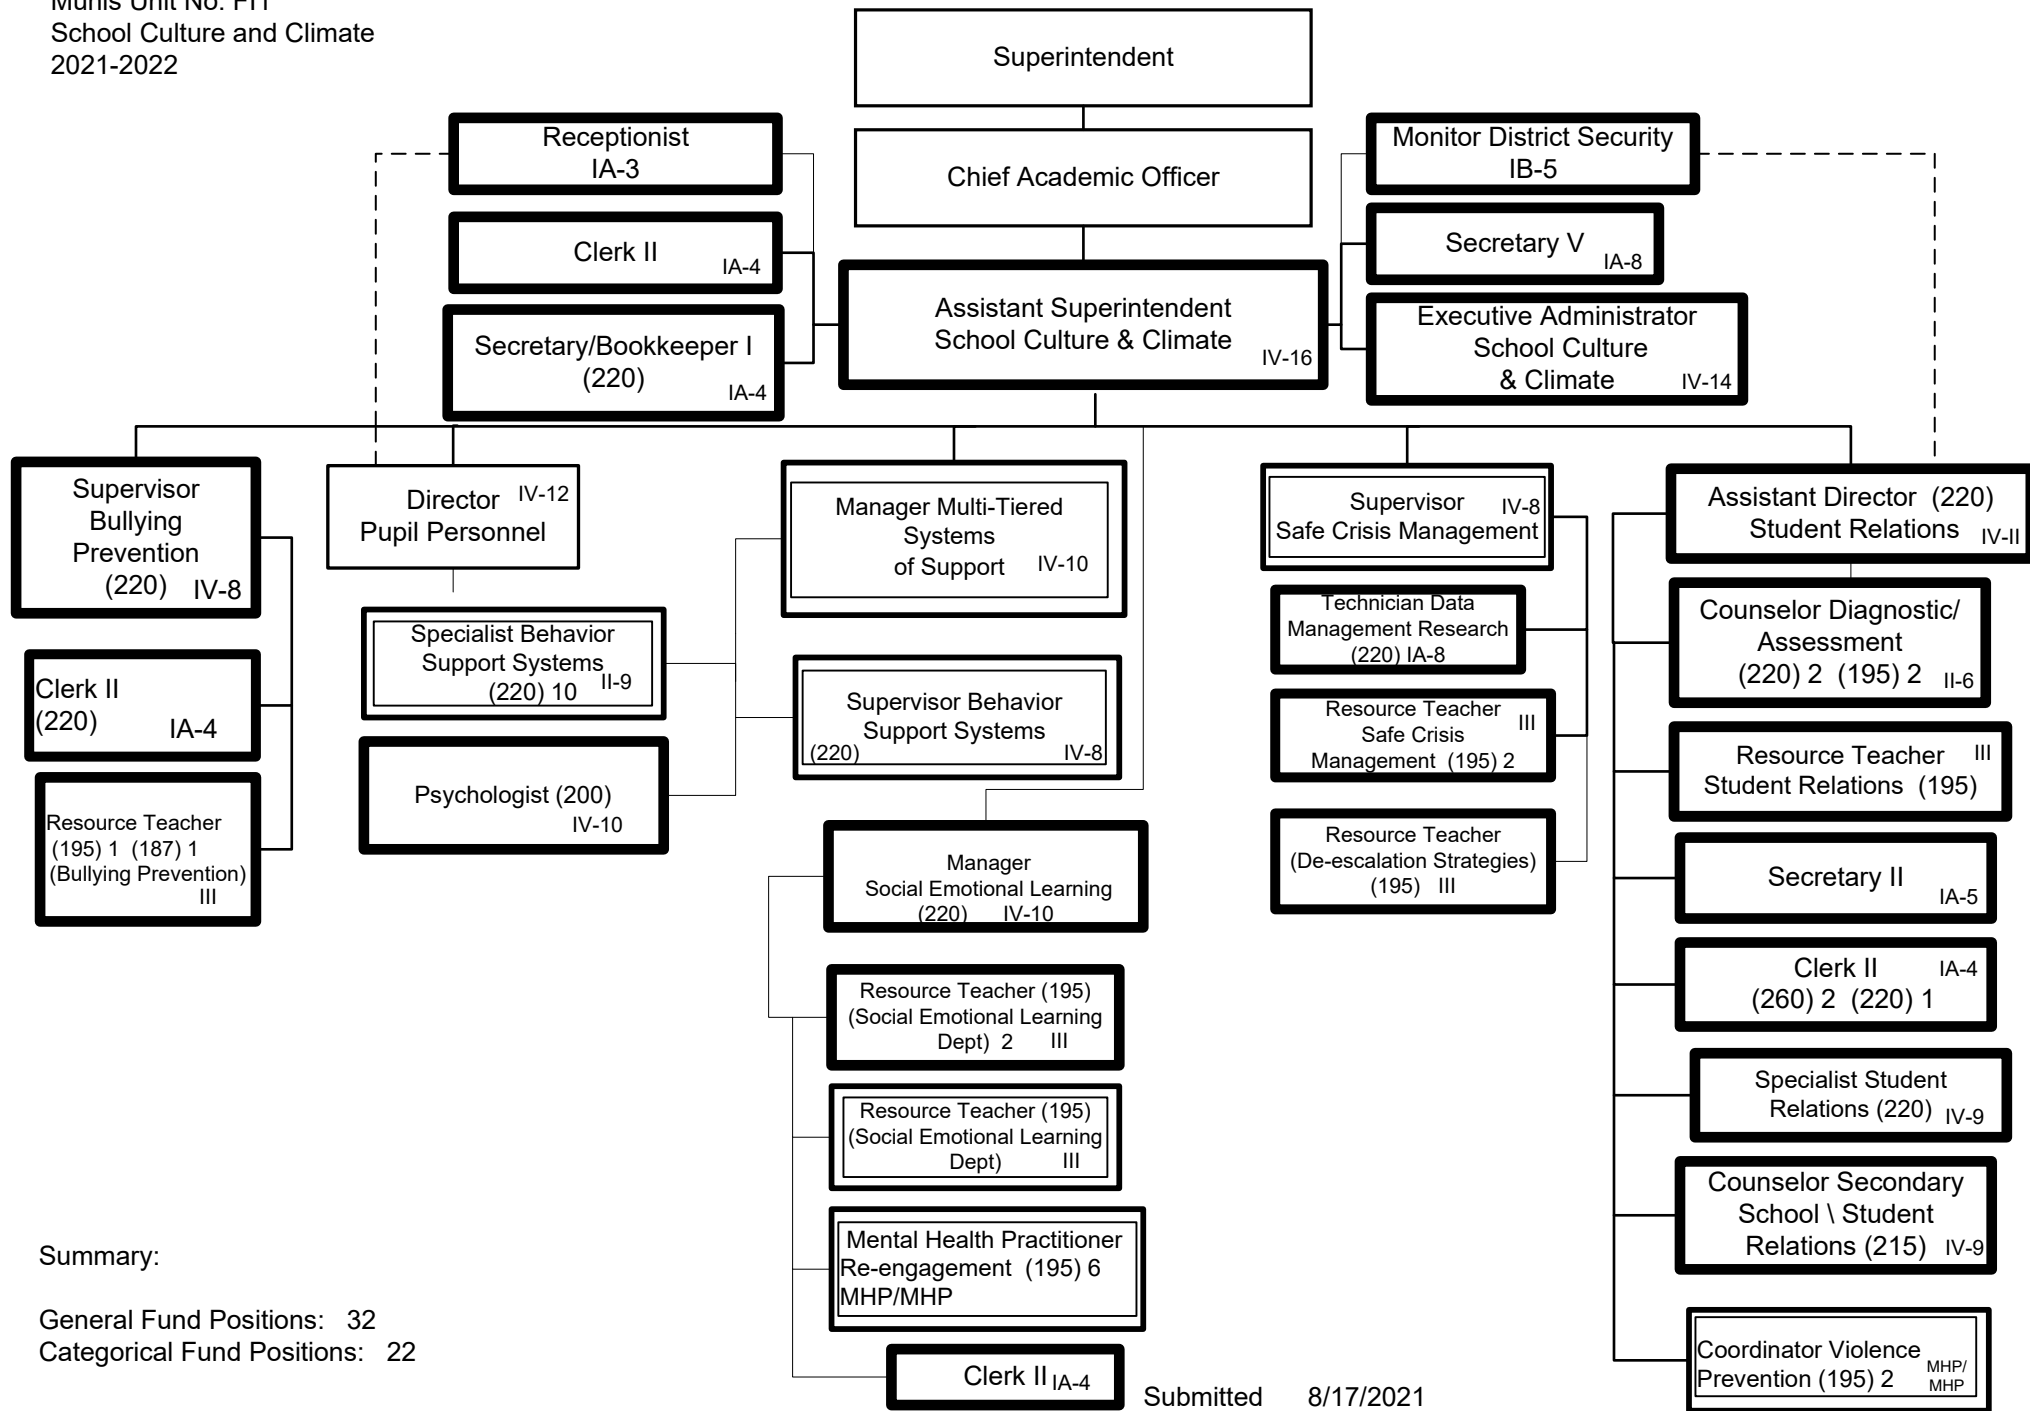 Munis Unit No. FIT
School Culture and Climate
2021-2022
Superintendent
Chief Academic Officer
Receptionist
IA-3
Clerk II
IA-4
Secretary/Bookkeeper I
(220)
IA-4
Assistant Superintendent
School Culture & Climate
IV-16
Monitor District Security
IB-5
Secretary V
IA-8
Executive Administrator
School Culture
& Climate IV-14
Supervisor
Bullying
Prevention
(220) IV-8
Clerk II
(220) IA-4
Resource Teacher
(195) 1 (187) 1
(Bullying Prevention)
III
Director IV-12
Pupil Personnel
Specialist Behavior
Support Systems
(220) 10 II-9
Psychologist (200)
IV-10
Manager Multi-Tiered
Systems
of Support IV-10
Supervisor Behavior
Support Systems
(220) IV-8
Manager
Social Emotional Learning
(220) IV-10
Resource Teacher (195)
(Social Emotional Learning
Dept) 2 III
Resource Teacher (195)
(Social Emotional Learning
Dept) III
Mental Health Practitioner
Re-engagement (195) 6
MHP/MHP
Clerk II IA-4
Supervisor IV-8
Safe Crisis Management
Technician Data
Management Research
(220) IA-8
Resource Teacher III
Safe Crisis
Management (195) 2
Resource Teacher
(De-escalation Strategies)
(195) III
Assistant Director (220)
Student Relations IV-II
Counselor Diagnostic/
Assessment
(220) 2 (195) 2 II-6
Resource Teacher III
Student Relations (195)
Secretary II
IA-5
Clerk II IA-4
(260) 2 (220) 1
Specialist Student
Relations (220) IV-9
Counselor Secondary
School \ Student
Relations (215) IV-9
Coordinator Violence
Prevention (195) 2 MHP/
MHP
Summary:
General Fund Positions: 32
Categorical Fund Positions: 22
Submitted 8/17/2021